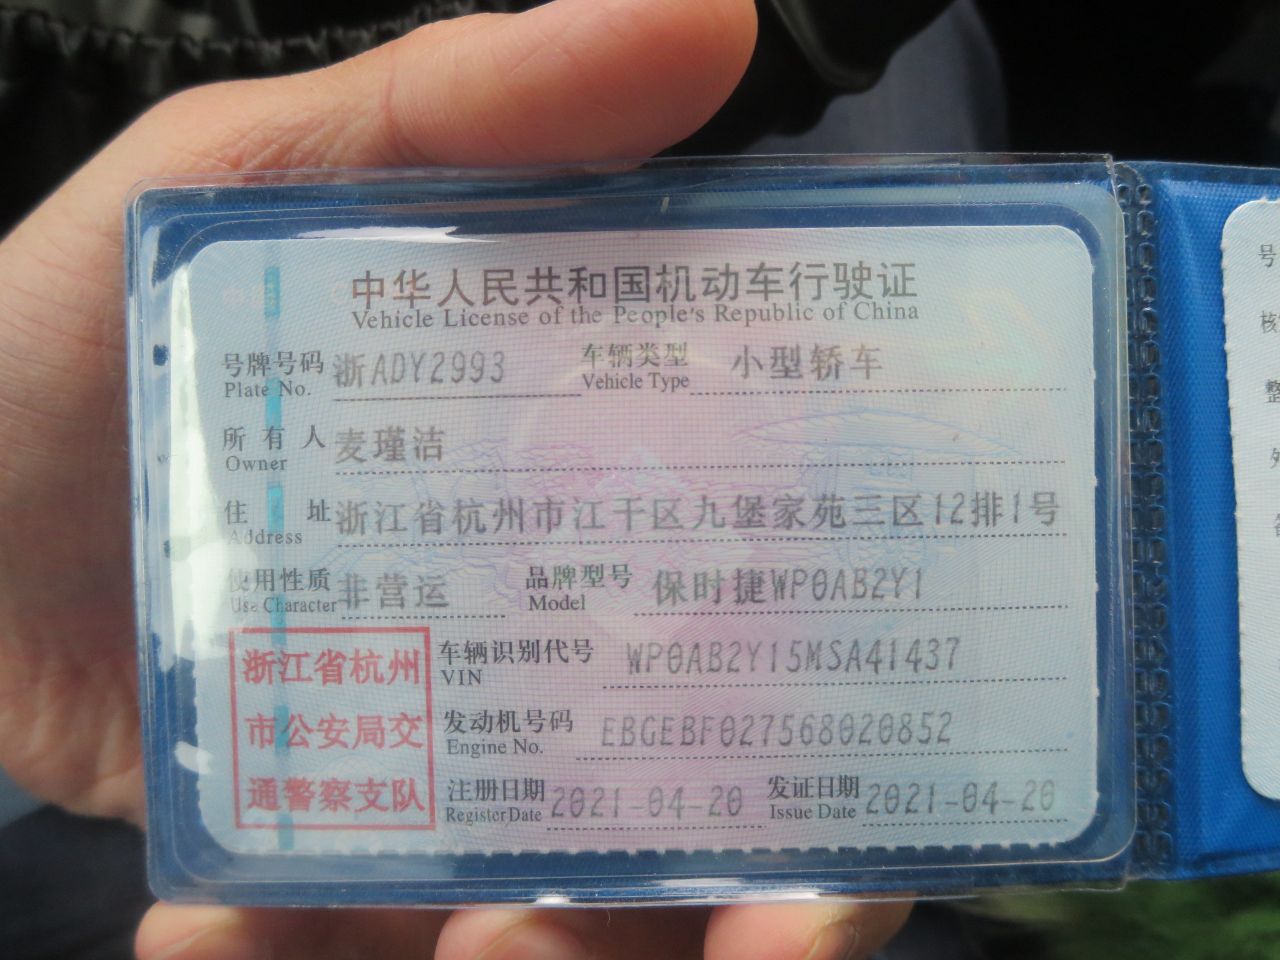 中华人民共和国机动车行驶证
Vehicle License of the People's Republic of China
号牌号码 浙ADY2993 车辆类型 小型轿车
Plate No. Vehicle Type
所有人 麦瑾洁
Owner
住址 浙江省杭州市江干区九堡家苑三区12排1号
Address
使用性质 非营运 品牌型号 保时捷WP0AB2Y1
Use Character Model
浙江省杭州
市公安局交
通警察支队
车辆识别代号 WP0AB2Y15MSA41437
VIN
发动机号码 EBGEBF027568020852
Engine No.
注册日期 2021-04-20 发证日期 2021-04-20
Register Date Issue Date
号
核
整